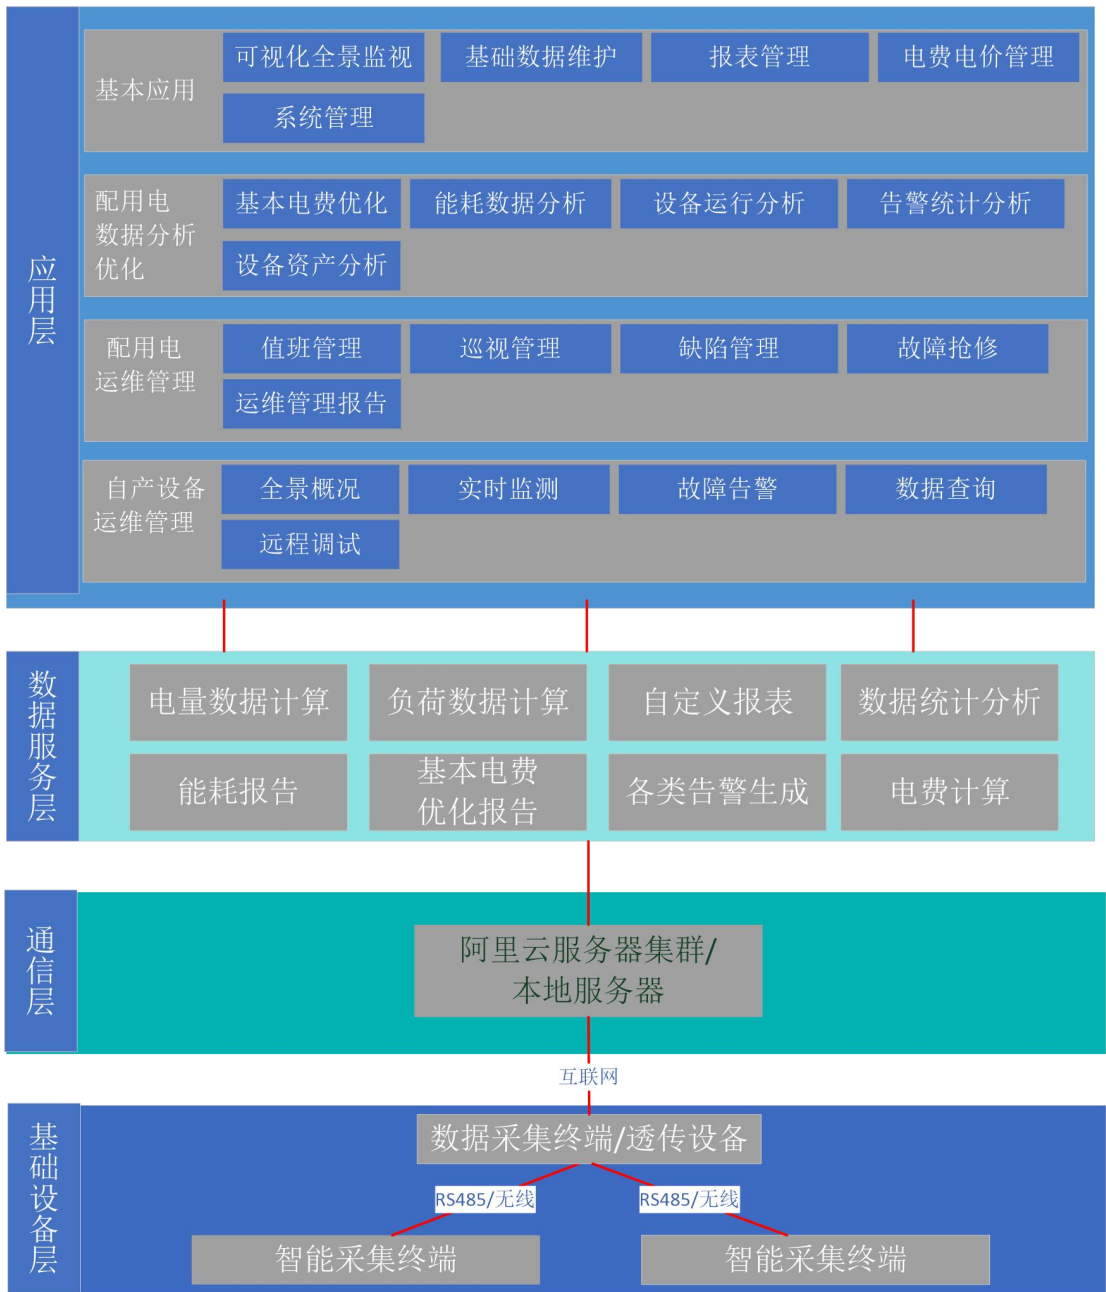 应用层
基本应用
可视化全景监视
基础数据维护
报表管理
电费电价管理
系统管理
配用电
数据分析
优化
基本电费优化
能耗数据分析
设备运行分析
告警统计分析
设备资产分析
配用电
运维管理
值班管理
巡视管理
缺陷管理
故障抢修
运维管理报告
自产设备
运维管理
全景概况
实时监测
故障告警
数据查询
远程调试
数据服务层
电量数据计算
负荷数据计算
自定义报表
数据统计分析
能耗报告
基本电费
优化报告
各类告警生成
电费计算
通信层
阿里云服务器集群/
本地服务器
互联网
基础设备层
数据采集终端/透传设备
RS485/无线
RS485/无线
智能采集终端
智能采集终端